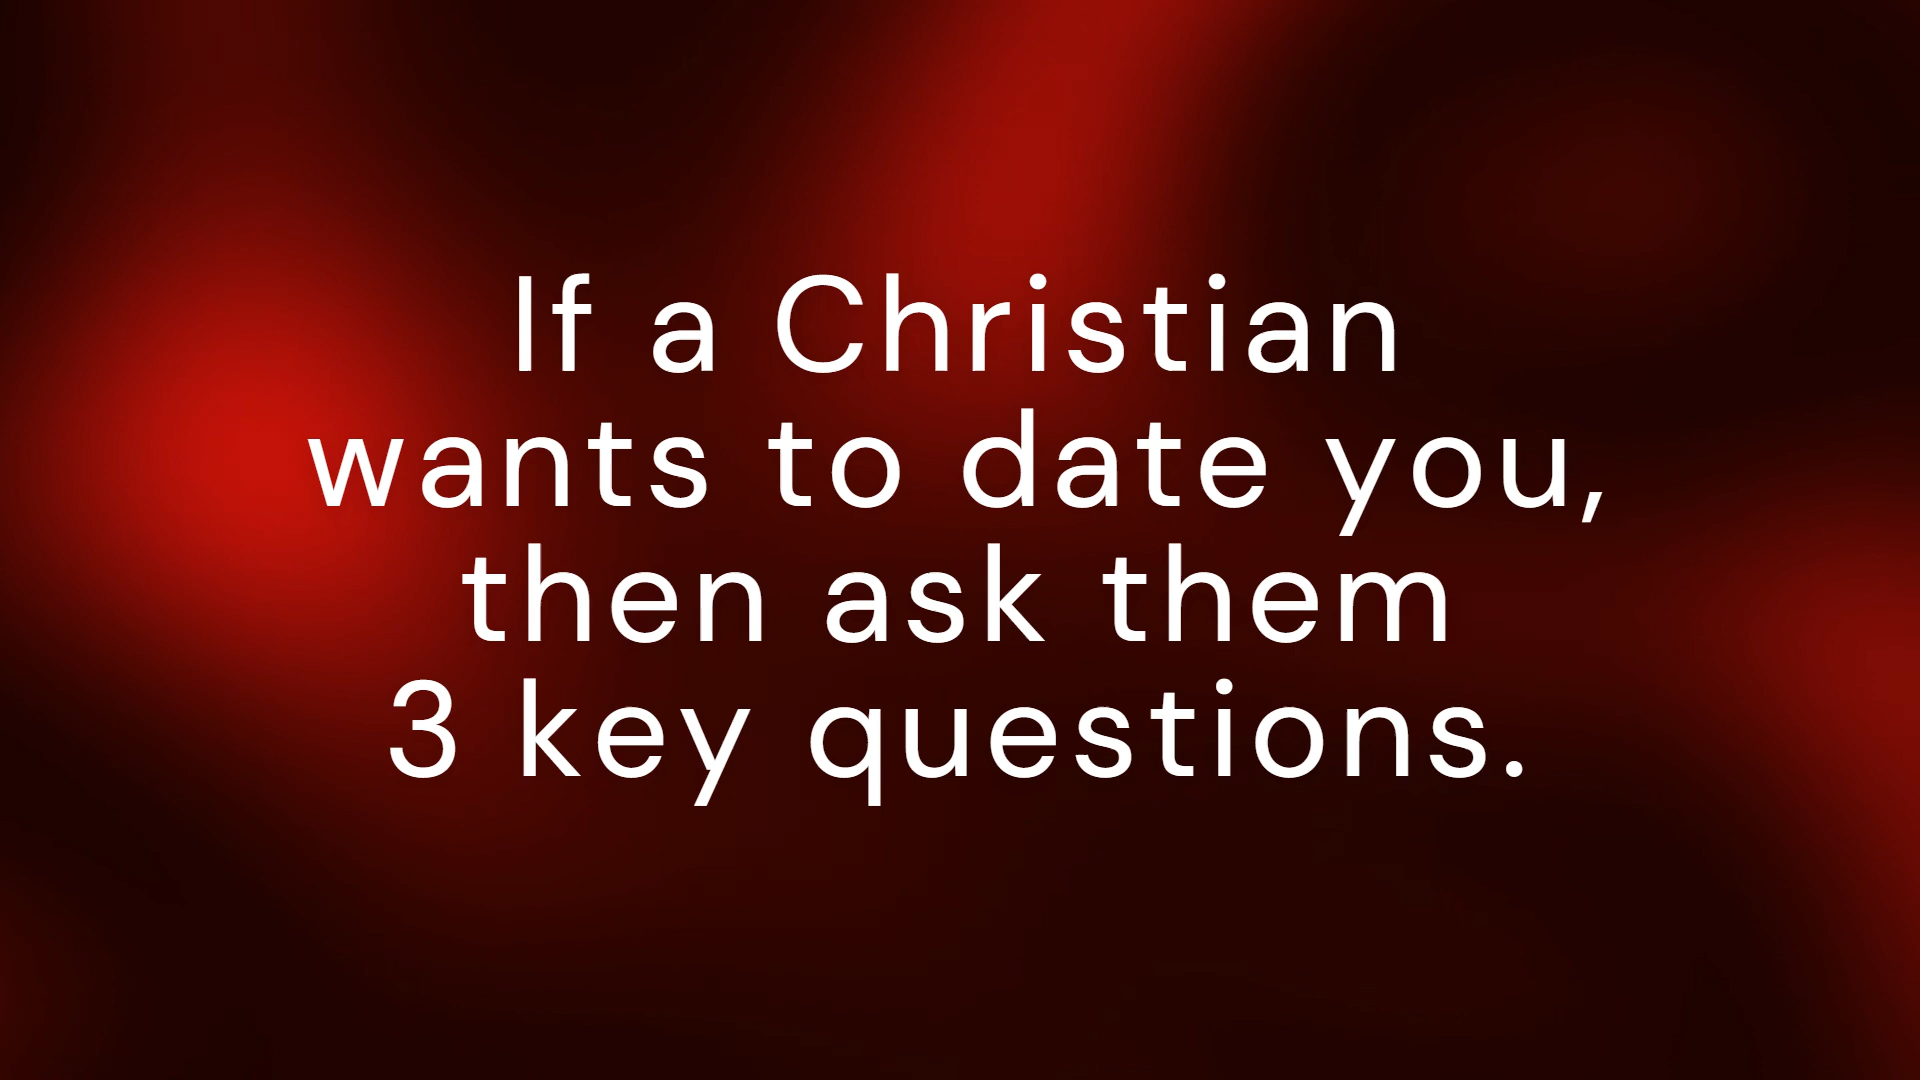 If a Christian
wants to date you,
then ask them
3 key questions.